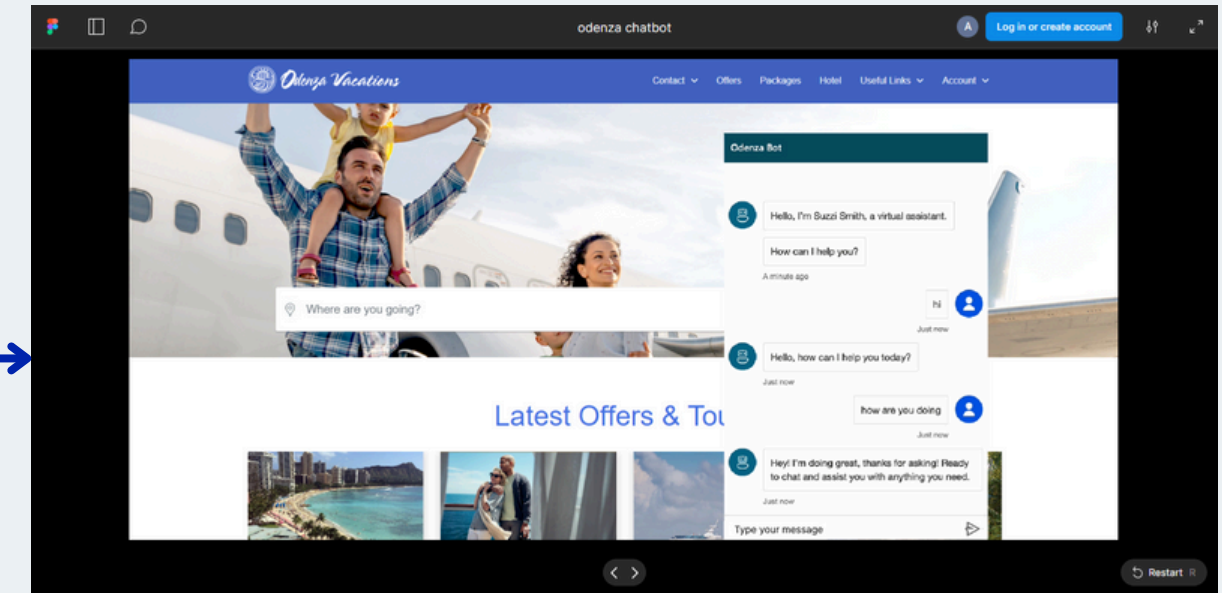 odenza chatbot
A
Log in or create account
Odenza Vacations
Contact
Offers
Packages
Hotel
Useful Links
Account
Odenza Bot
Hello, I'm Suzzi Smith, a virtual assistant.
How can I help you?
A minute ago
hi
Just now
Where are you going?
Hello, how can I help you today?
Just now
how are you doing
Just now
Latest Offers & Tou
Hey! I'm doing great, thanks for asking! Ready
to chat and assist you with anything you need.
Just now
Type your message
Restart R